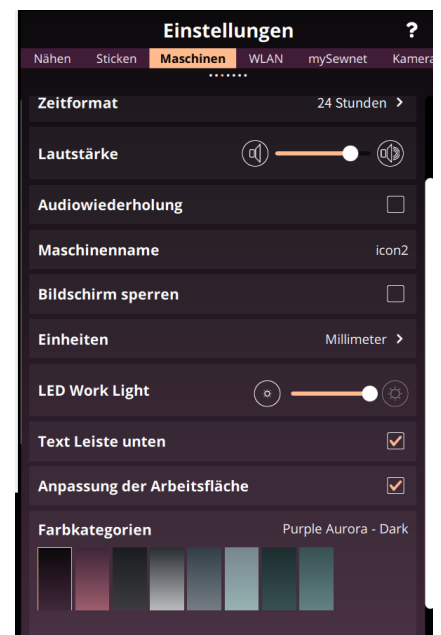 Einstellungen ?
Nähen Sticken Maschinen WLAN mySewnet Kamera
Zeitformat 24 Stunden >
Lautstärke
Audiowiederholung
Maschinenname icon2
Bildschirm sperren
Einheiten Millimeter >
LED Work Light
Text Leiste unten
Anpassung der Arbeitsfläche
Farbkategorien Purple Aurora - Dark